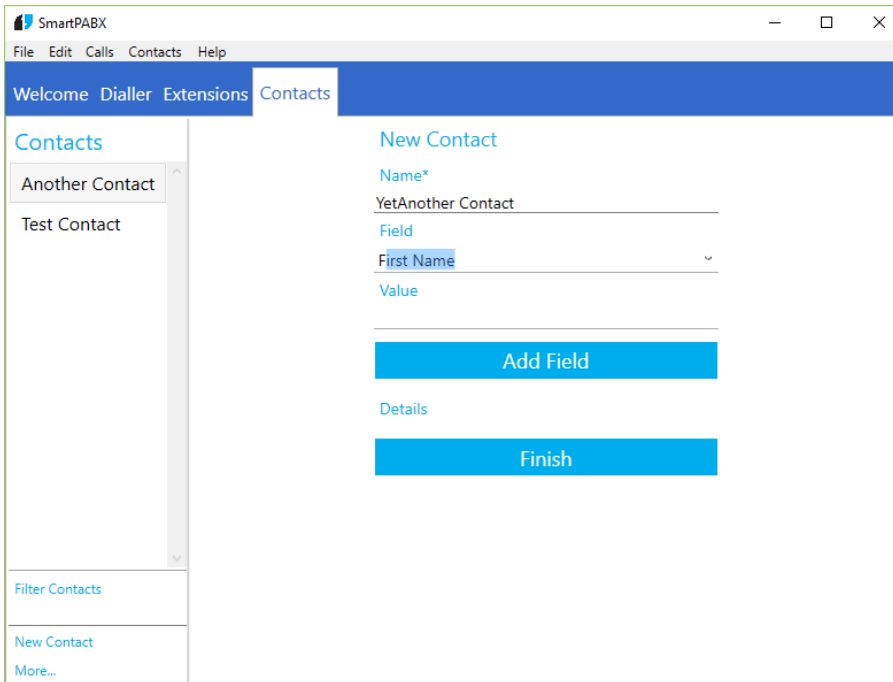 SmartPABX
File Edit Calls Contacts Help
Welcome Dialler Extensions Contacts
Contacts
Another Contact
Test Contact
Filter Contacts
New Contact
More...
New Contact
Name*
YetAnother Contact
Field
First Name
Value
Add Field
Details
Finish